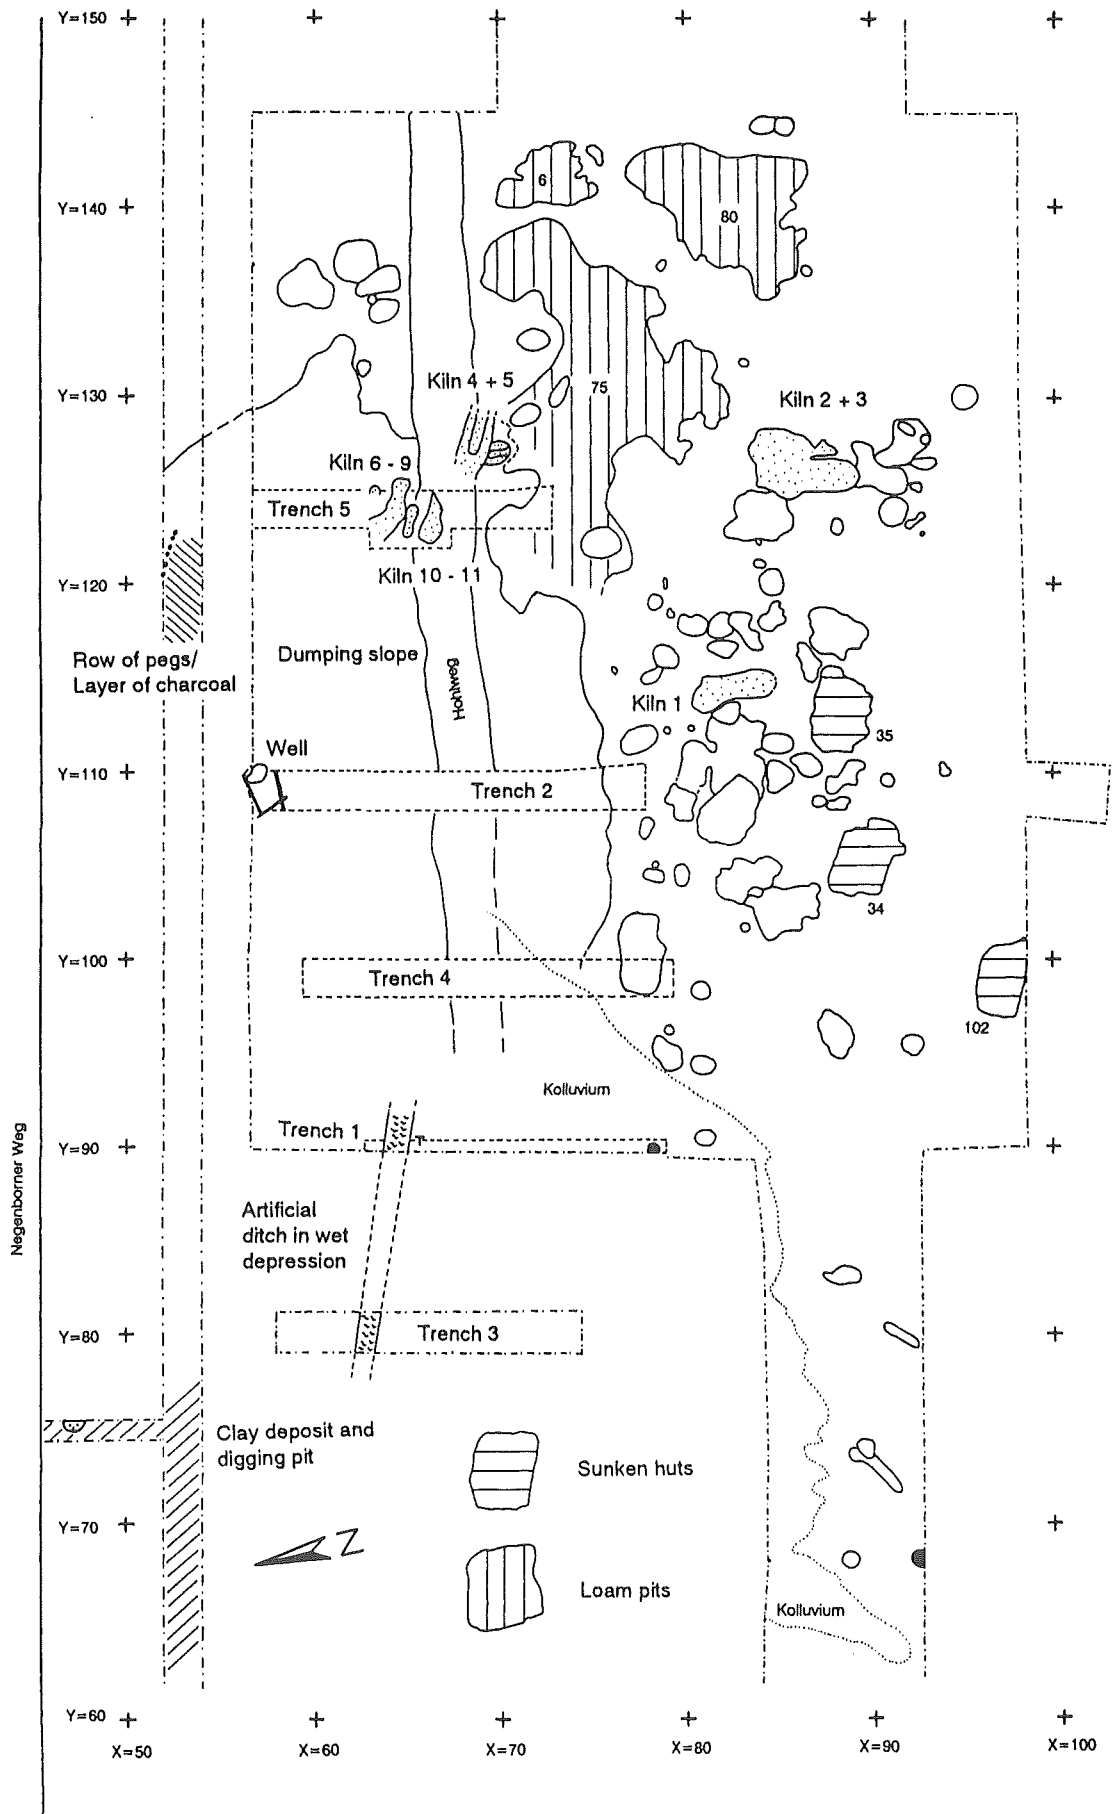 Y=150
6
Y=140
80
Kiln 4 + 5
75
Y=130
Kiln 2 + 3
Kiln 6 - 9
Trench 5
Kiln 10 - 11
Y=120
Row of pegs/
Layer of charcoal
Dumping slope
Hohlweg
Kiln 1
35
Well
Y=110
Trench 2
34
Y=100
Trench 4
102
Kolluvium
Trench 1
T
Y=90
Negenborner Weg
Artificial
ditch in wet
depression
Y=80
Trench 3
Clay deposit and
digging pit
Sunken huts
Y=70
Z
Loam pits
Kolluvium
Y=60
X=50
X=60
X=70
X=80
X=90
X=100